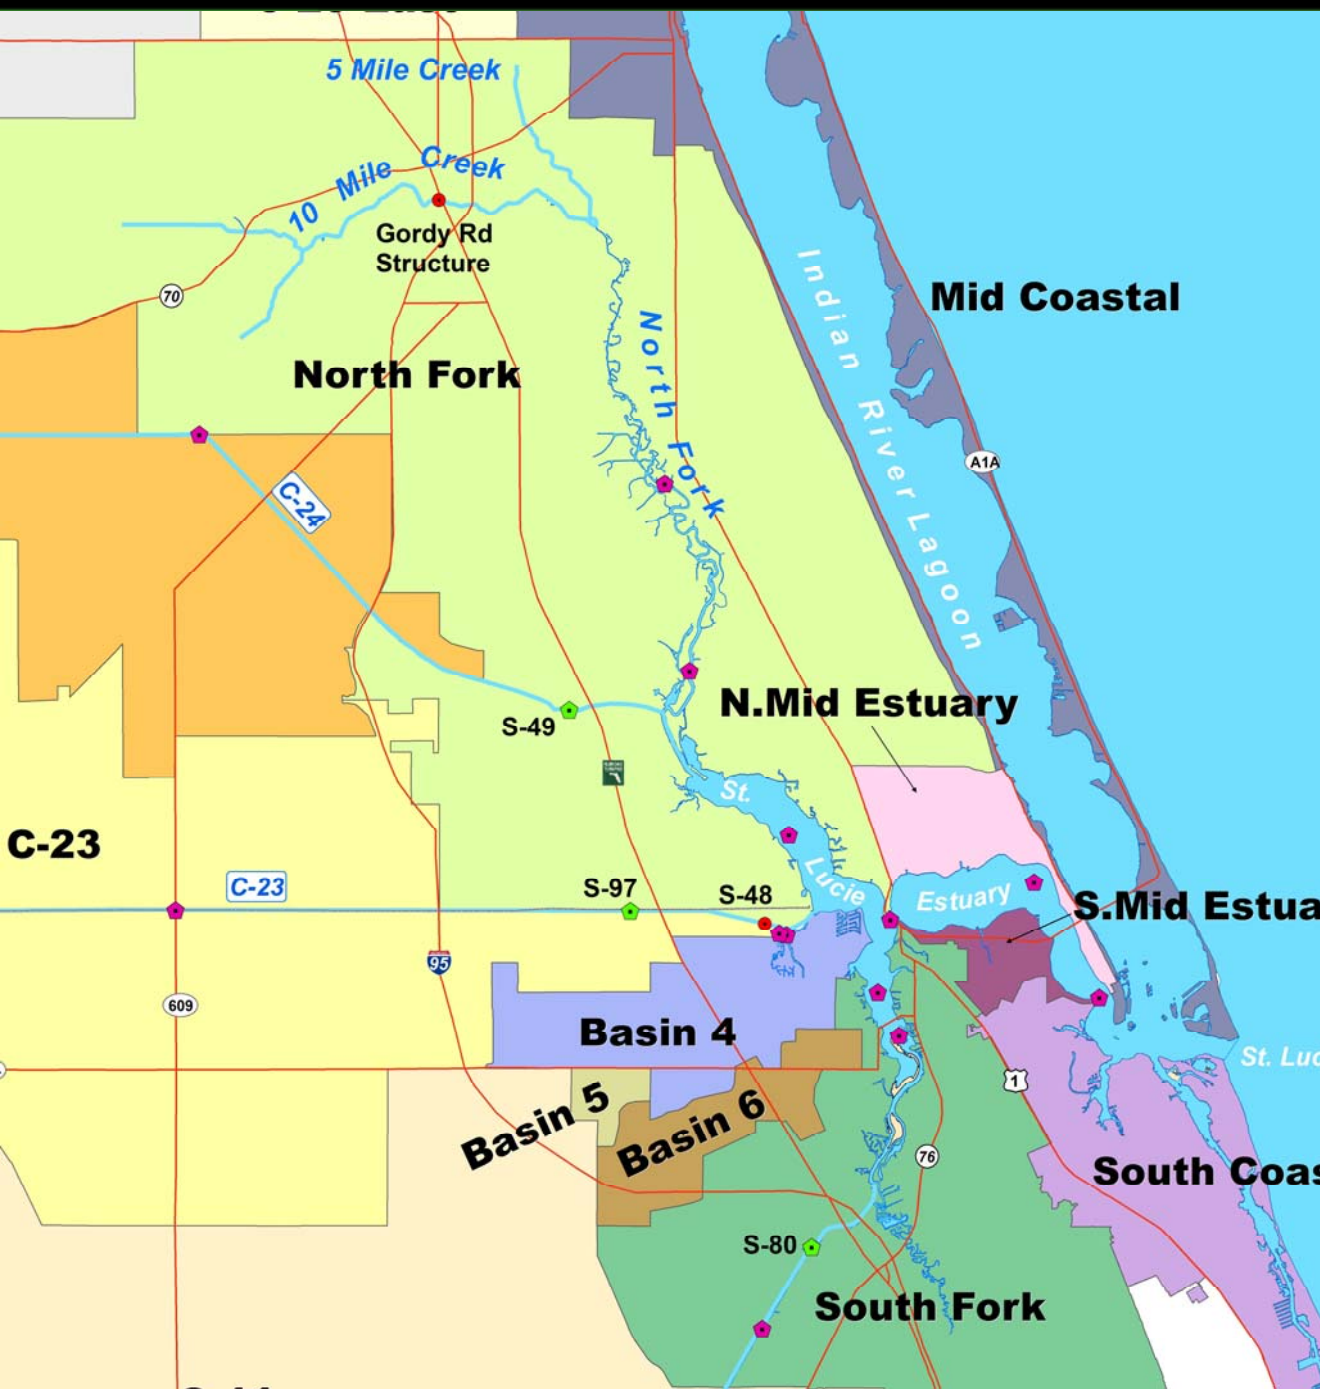 5 Mile Creek
10 Mile Creek
Gordy Rd
Structure
70
North Fork
North Fork
Indian River Lagoon
Mid Coastal
A1A
C-24
N.Mid Estuary
S-49
St.
Lucie
Estuary
C-23
C-23
S-97
S-48
S.Mid Estua
95
609
Basin 4
St. Luc
1
Basin 5
Basin 6
76
South Coas
S-80
South Fork